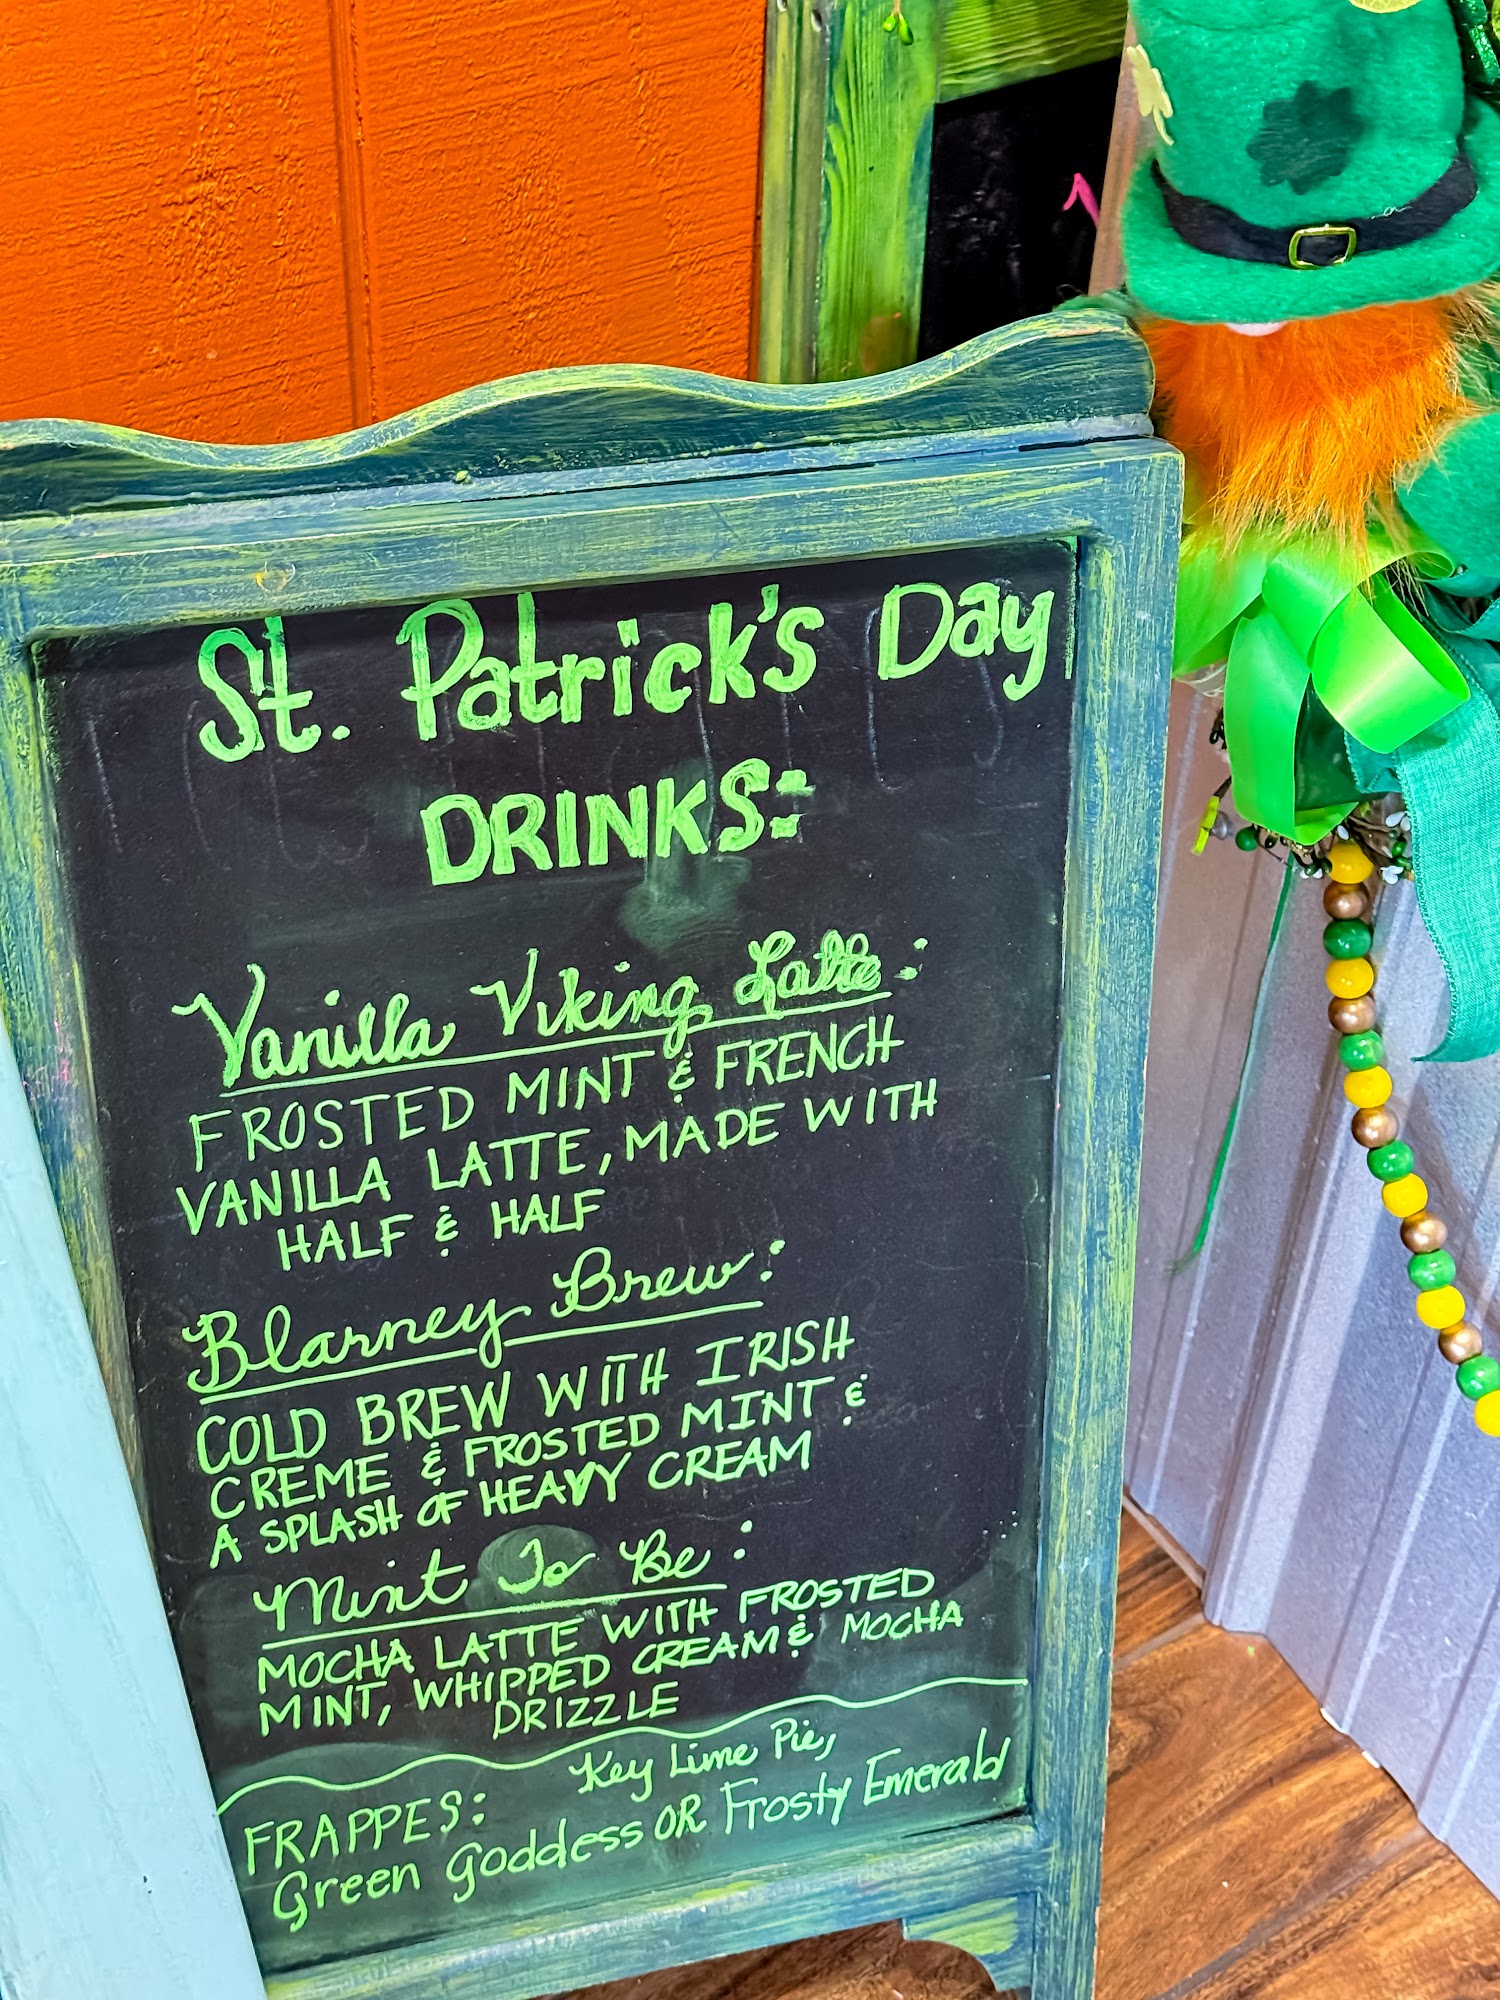 St. Patrick's Day
DRINKS:
Vanilla Viking Latte:
FROSTED MINT & FRENCH
VANILLA LATTE, MADE WITH
HALF & HALF
Blarney Brew:
COLD BREW WITH IRISH
CREME & FROSTED MINT &
A SPLASH OF HEAVY CREAM
Mint To Be:
MOCHA LATTE WITH FROSTED
MINT, WHIPPED CREAM & MOCHA
DRIZZLE
FRAPPES: Key Lime Pie,
Green Goddess OR Frosty Emerald